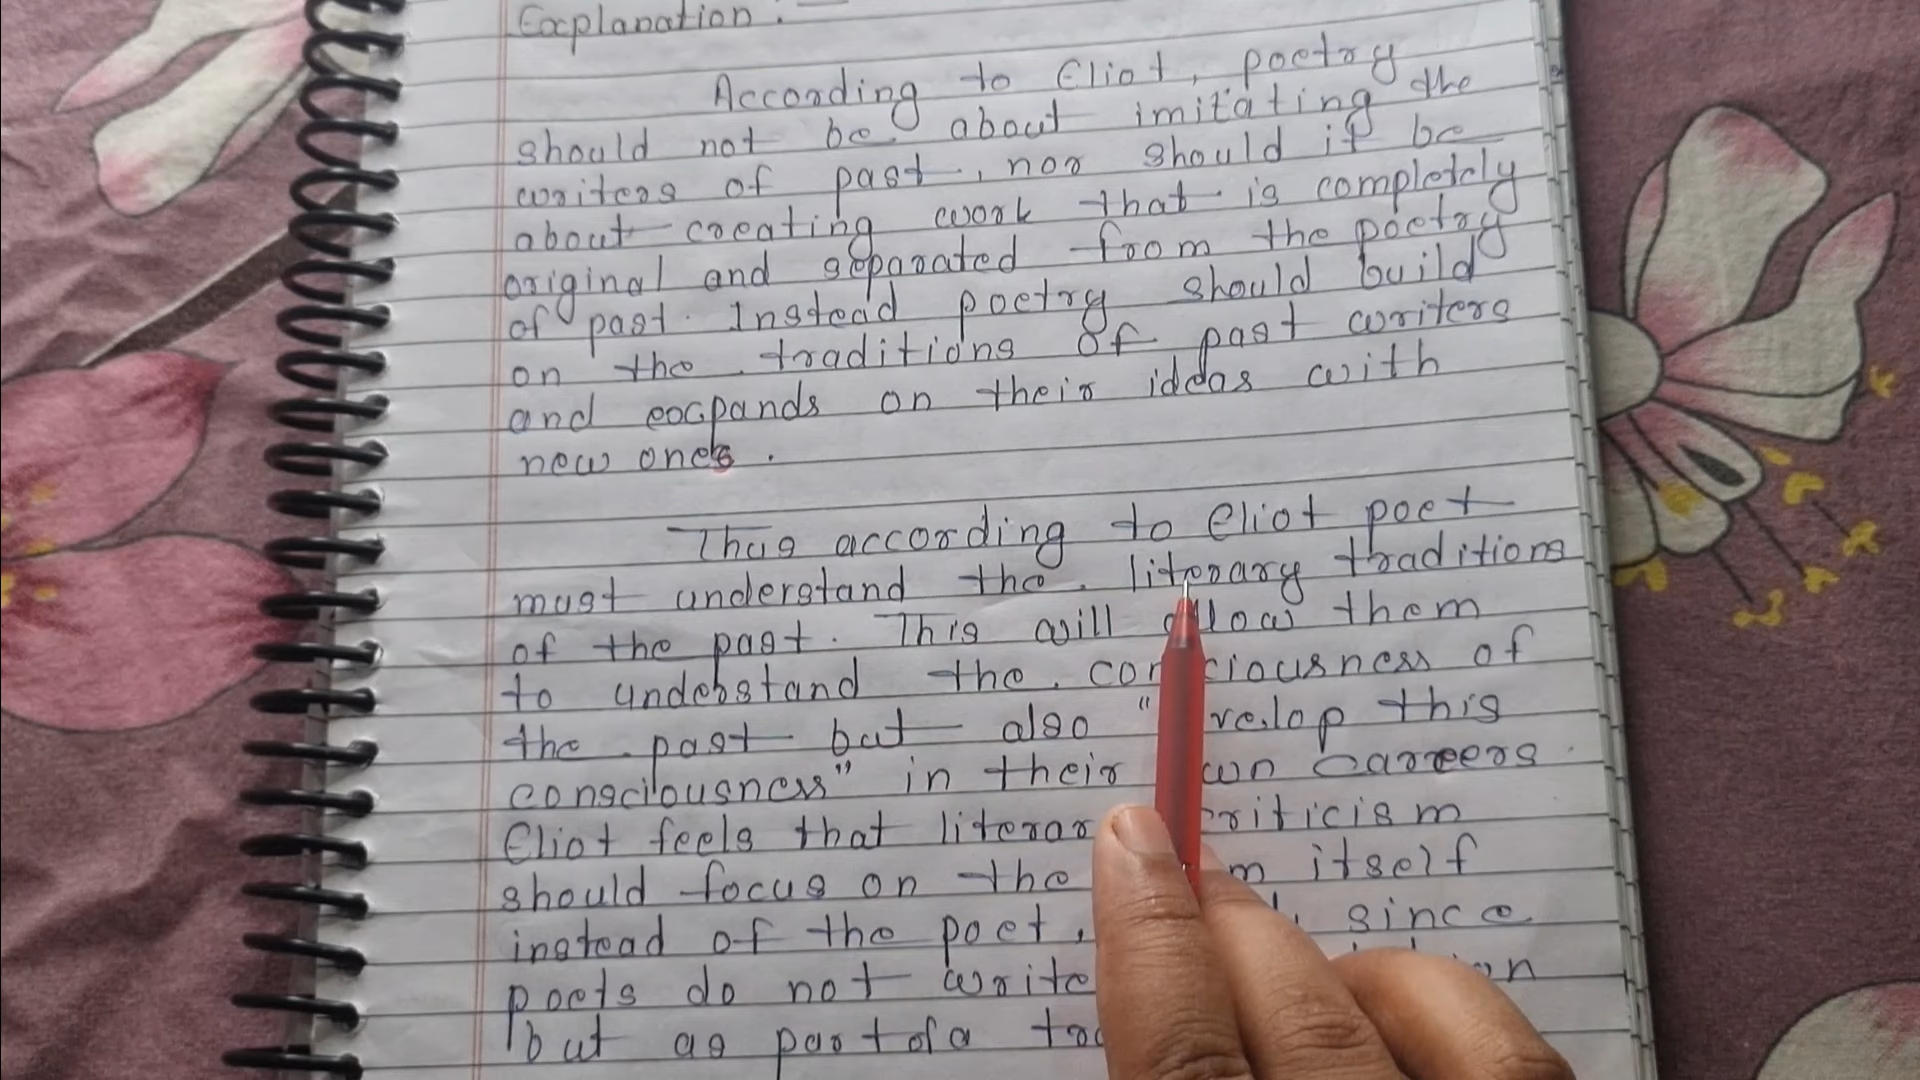 Explanation :
According to Eliot, poetry
should not be about imitating the
writers of past, nor should it be
about creating work that is completely
original and separated from the poetry
of past. Instead poetry should build
on the traditions of past writers
and expands on their ideas with
new ones.
Thus according to Eliot poet
must understand the literary traditions
of the past. This will allow them
to understand the consciousness of
the past but also "velop this
consciousness" in their own careers.
Eliot feels that literar criticism
should focus on the itself
instead of the poet, since
poets do not write
but as part of a